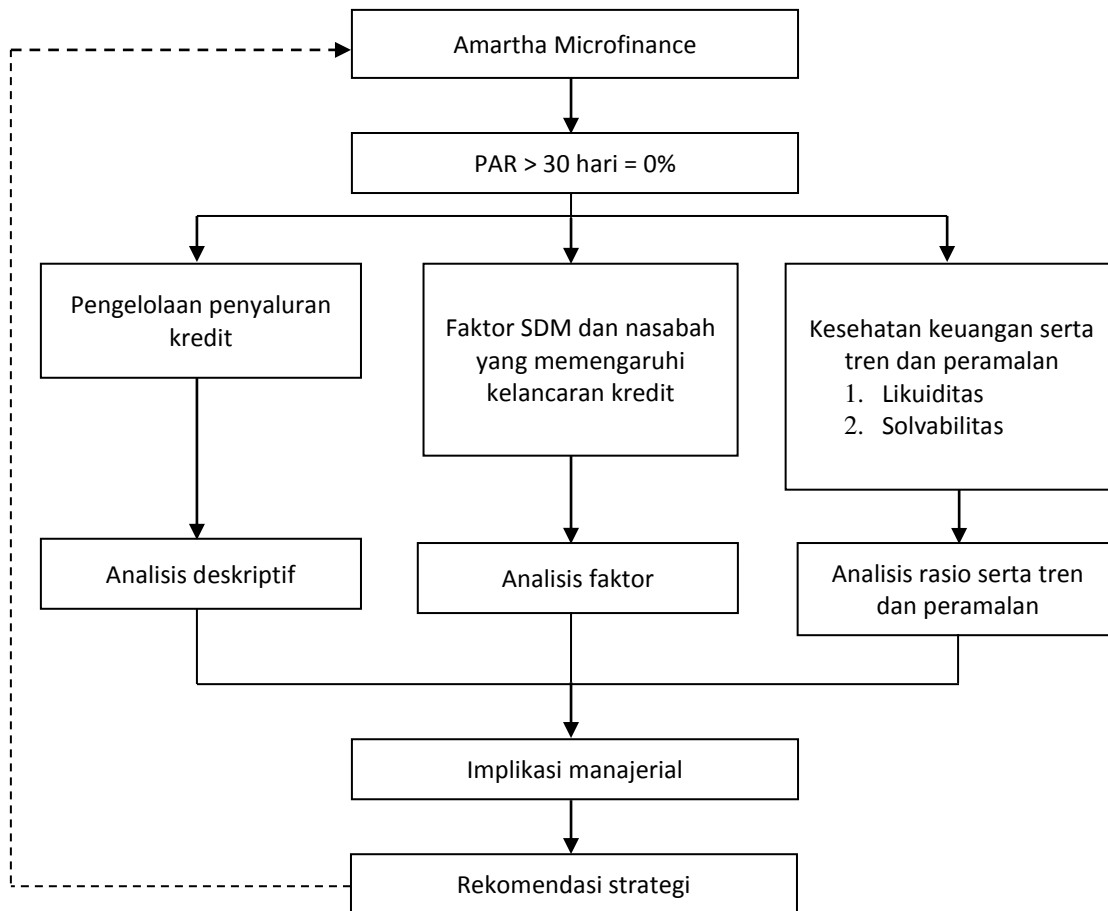 Amartha Microfinance
PAR > 30 hari = 0%
Pengelolaan penyaluran
kredit
Faktor SDM dan nasabah
yang memengaruhi
kelancaran kredit
Kesehatan keuangan serta
tren dan peramalan
1. Likuiditas
2. Solvabilitas
Analisis deskriptif
Analisis faktor
Analisis rasio serta tren
dan peramalan
Implikasi manajerial
Rekomendasi strategi